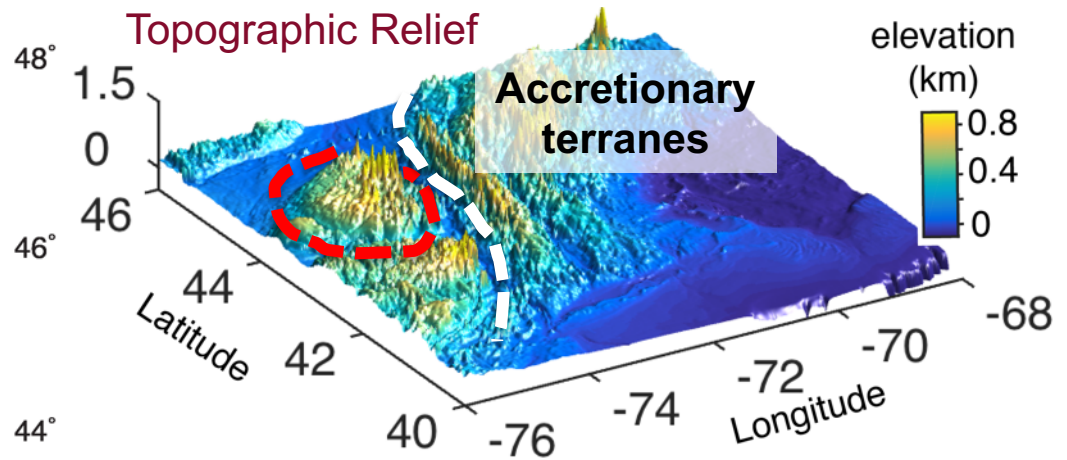 Topographic Relief
48°
1.5
0
46
46°
44
42
40
44°
Latitude
Accretionary
terranes
elevation
(km)
0.8
0.4
0
-68
-70
-72
-74
-76
Longitude